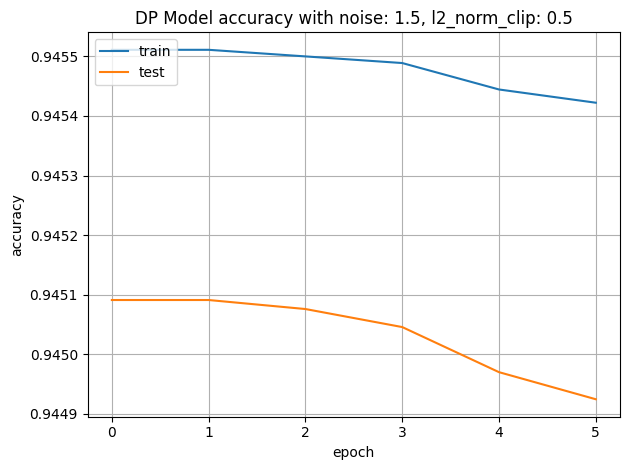 DP Model accuracy with noise: 1.5, l2_norm_clip: 0.5
train
test
0.9455
0.9454
0.9453
0.9452
0.9451
0.9450
0.9449
accuracy
0 1 2 3 4 5
epoch